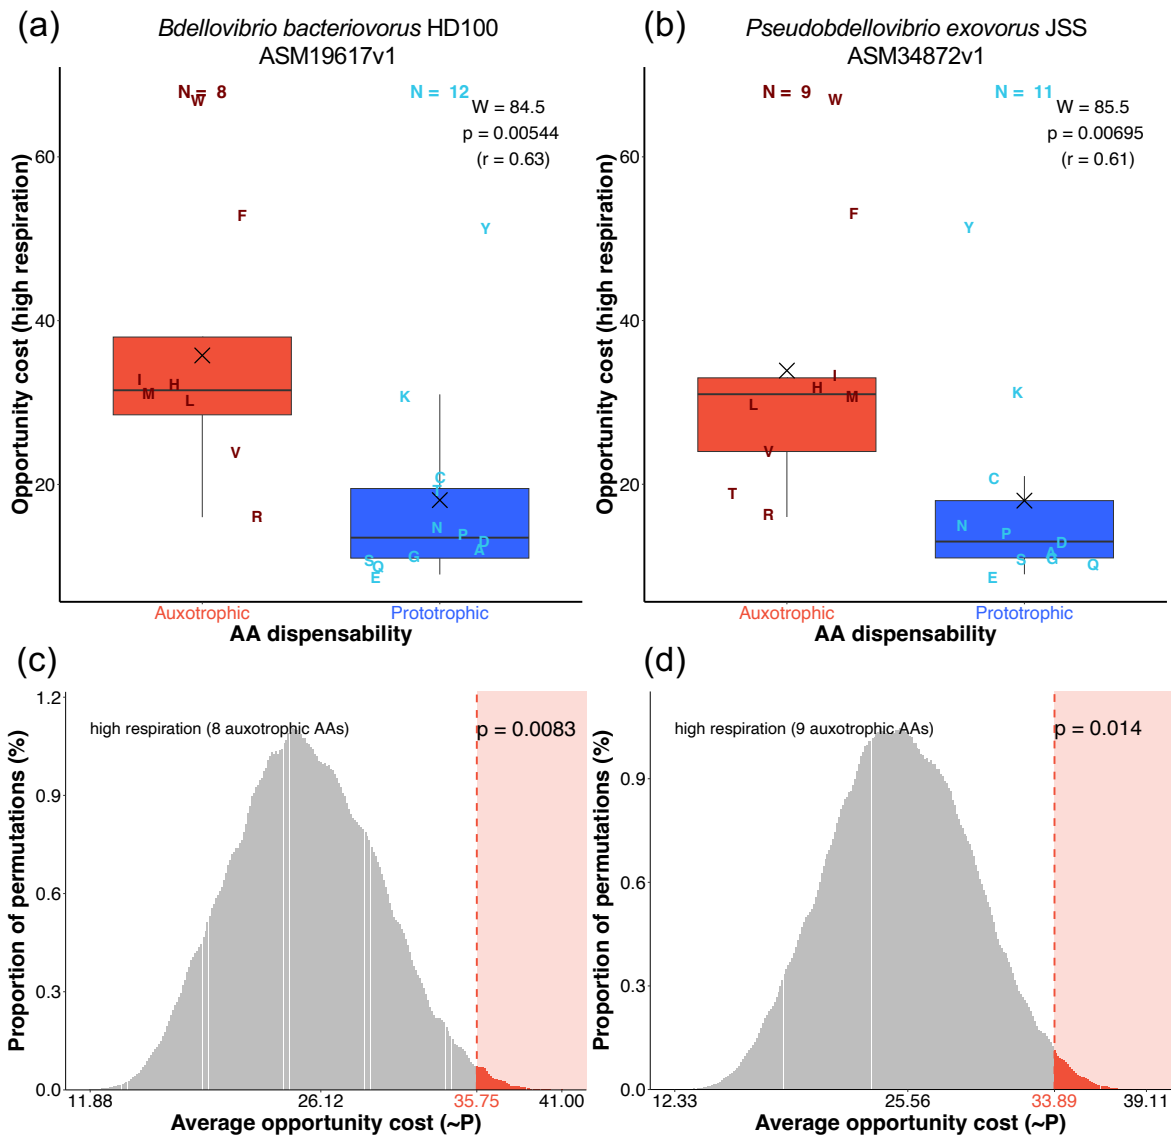 (a)
Bdellovibrio bacteriovorus HD100
ASM19617v1
N = 8
N = 12
W = 84.5
p = 0.00544
(r = 0.63)
W
F
Y
I
H
M
L
K
V
C
T
R
N
P
D
A
G
S
Q
E
60
40
20
Opportunity cost (high respiration)
Auxotrophic
Prototrophic
AA dispensability
(b)
Pseudobdellovibrio exovorus JSS
ASM34872v1
N = 9
N = 11
W = 85.5
p = 0.00695
(r = 0.61)
W
F
Y
I
H
M
L
K
V
C
T
R
N
P
D
A
S
G
Q
E
60
40
20
Opportunity cost (high respiration)
Auxotrophic
Prototrophic
AA dispensability
(c)
high respiration (8 auxotrophic AAs)
p = 0.0083
1.2
0.9
0.6
0.3
0.0
Proportion of permutations (%)
11.88
26.12
35.75
41.00
Average opportunity cost (~P)
(d)
high respiration (9 auxotrophic AAs)
p = 0.014
0.9
0.6
0.3
0.0
Proportion of permutations (%)
12.33
25.56
33.89
39.11
Average opportunity cost (~P)